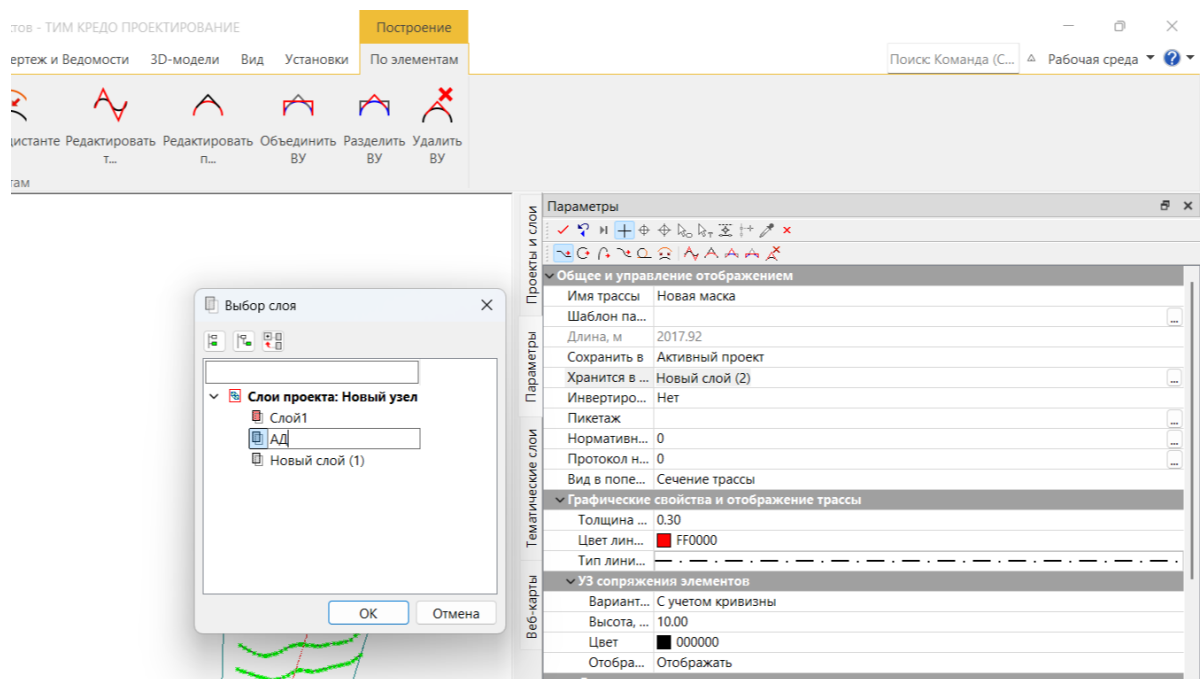 тов - ТИМ КРЕДО ПРОЕКТИРОВАНИЕ
Построение
ертеж и Ведомости 3D-модели Вид Установки По элементам
Поиск: Команда (С... Рабочая среда
дистанте Редактировать т... Редактировать п... Объединить ВУ Разделить ВУ Удалить ВУ
там
Проекты и слои
Параметры
Тематические слои
Веб-карты
Выбор слоя
Слои проекта: Новый узел
Слой1
АД
Новый слой (1)
OK Отмена
Параметры
Общее и управление отображением
Имя трассы Новая маска
Шаблон па... ...
Длина, м 2017.92
Сохранить в Активный проект
Хранится в ... Новый слой (2) ...
Инвертиро... Нет
Пикетаж ...
Нормативн... 0 ...
Протокол н... 0 ...
Вид в попе... Сечение трассы
Графические свойства и отображение трассы
Толщина ... 0.30
Цвет лин... FF0000
Тип лини...
УЗ сопряжения элементов
Вариант... С учетом кривизны
Высота, ... 10.00
Цвет 000000
Отобра... Отображать